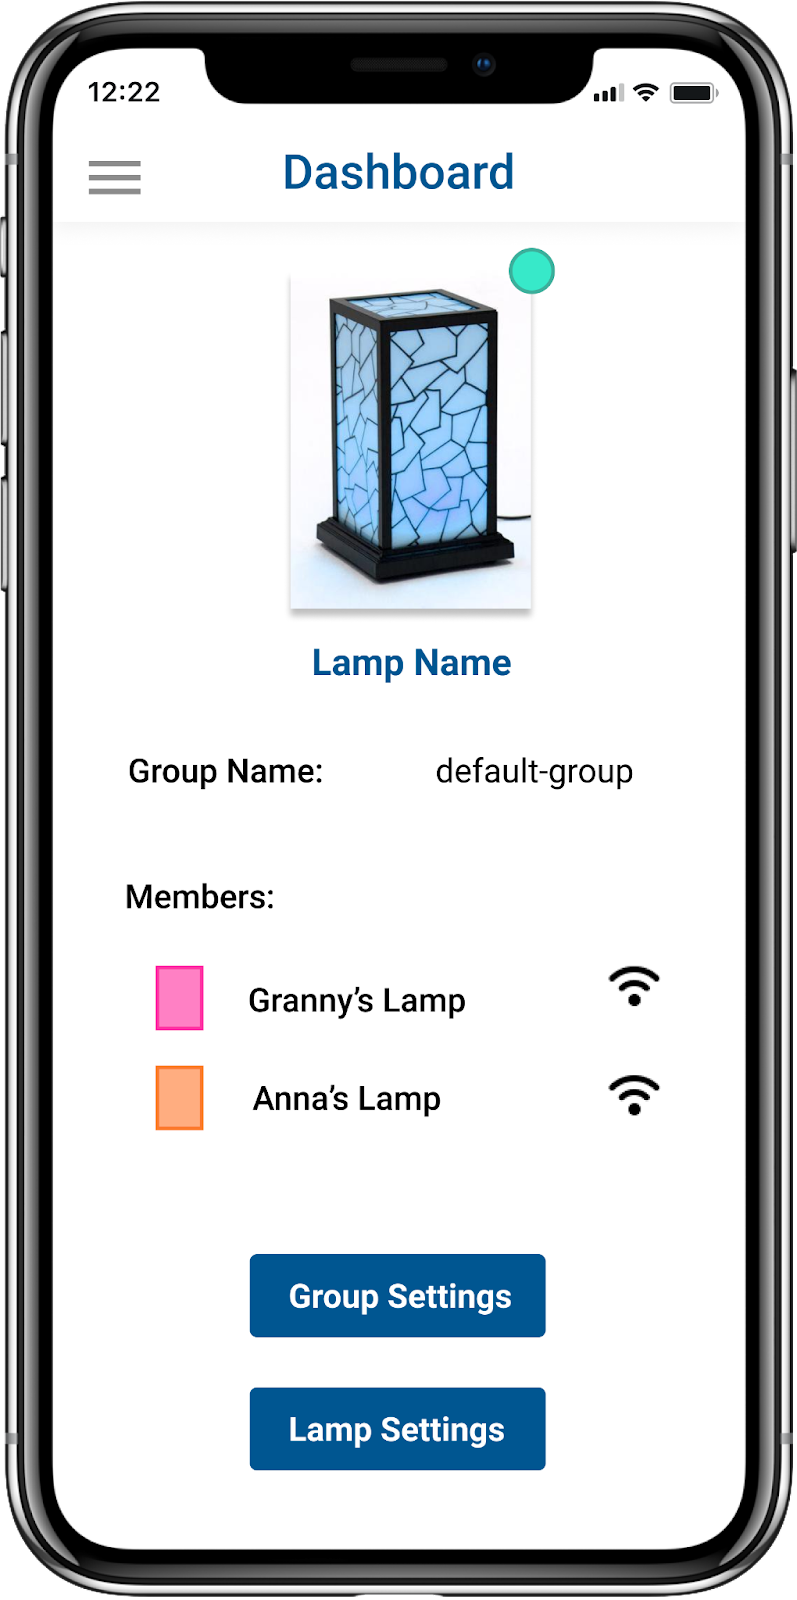 12:22
Dashboard
Lamp Name
Group Name: default-group
Members:
Granny’s Lamp
Anna’s Lamp
Group Settings
Lamp Settings